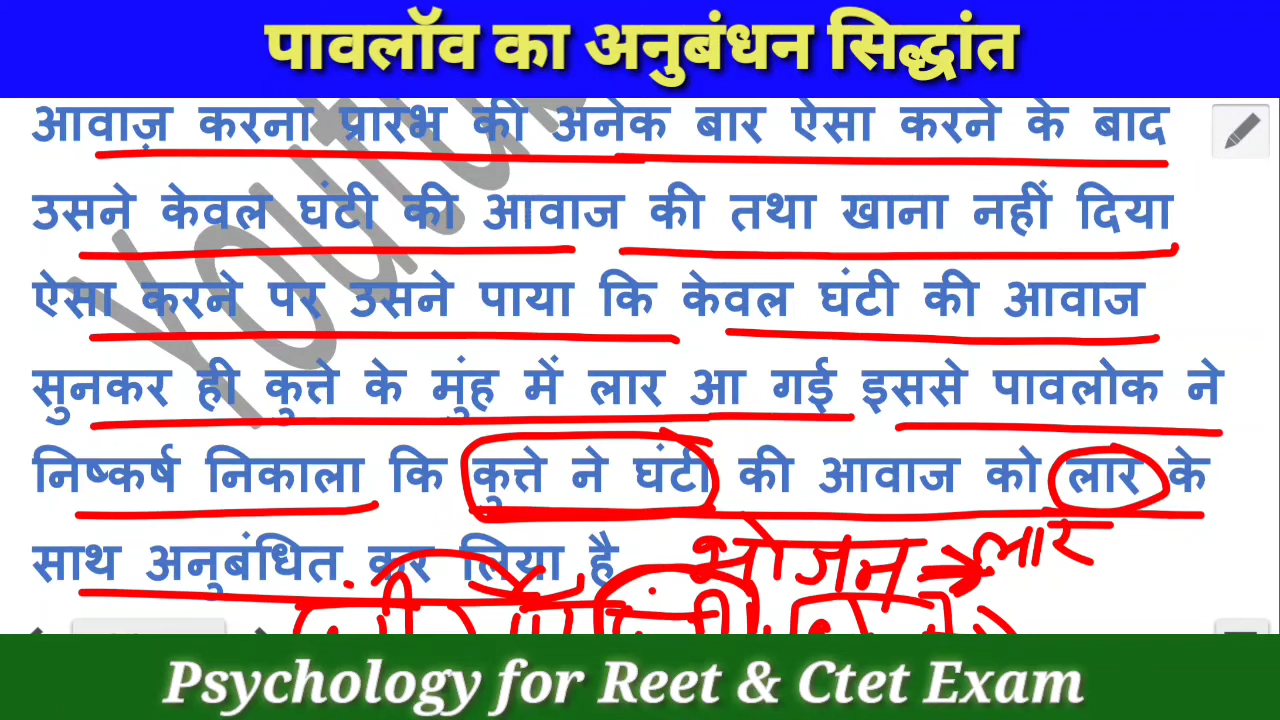 पावलॉव का अनुबंधन सिद्धांत
आवाज़ करना प्रारंभ की अनेक बार ऐसा करने के बाद
उसने केवल घंटी की आवाज की तथा खाना नहीं दिया
ऐसा करने पर उसने पाया कि केवल घंटी की आवाज
सुनकर ही कुत्ते के मुंह में लार आ गई इससे पावलोक ने
निष्कर्ष निकाला कि कुत्ते ने घंटी की आवाज को लार के
साथ अनुबंधित कर लिया है
भोजन → लार
Psychology for Reet & Ctet Exam